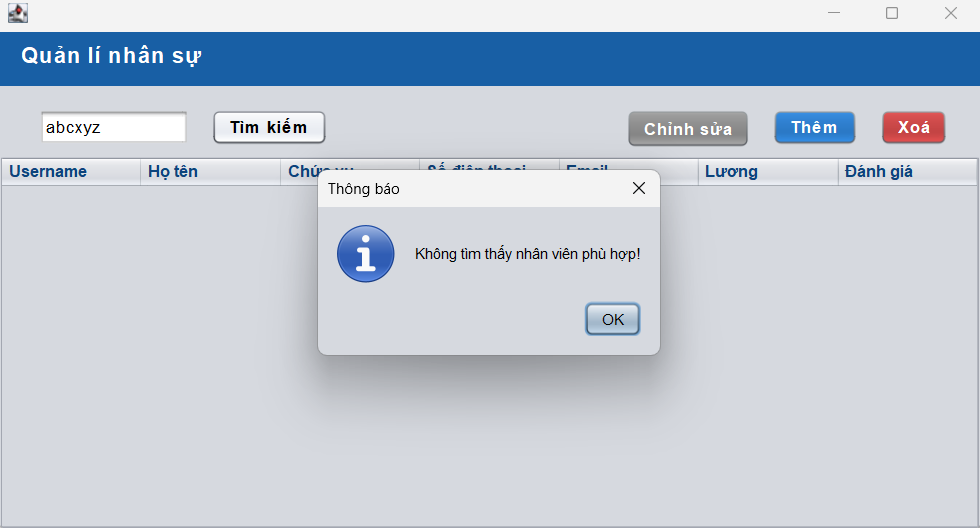 Quản lí nhân sự
abcxyz
Tìm kiếm
Chỉnh sửa
Thêm
Xoá
Username Họ tên Chức vụ Số điện thoại Email Lương Đánh giá
Thông báo
Không tìm thấy nhân viên phù hợp!
OK